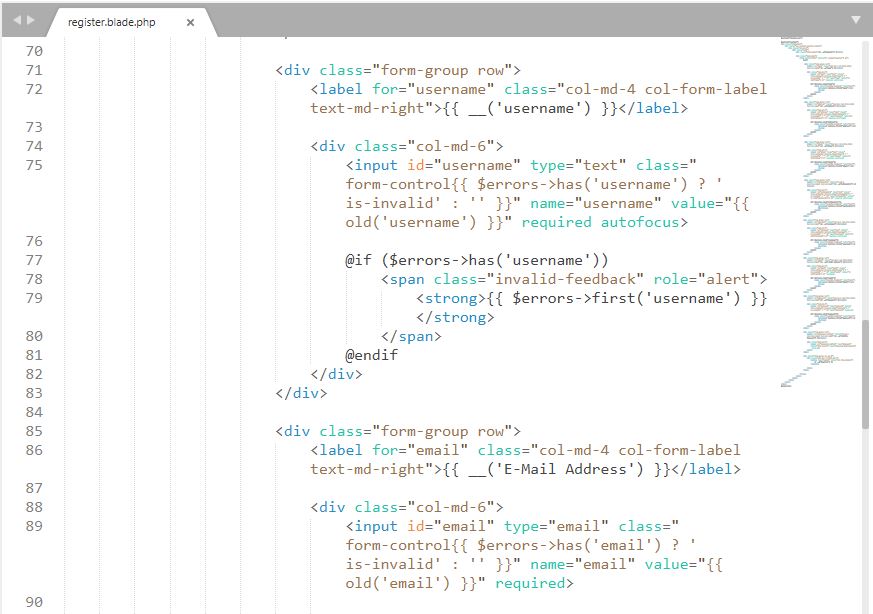 register.blade.php ×
70
71 <div class="form-group row">
72 <label for="username" class="col-md-4 col-form-label
text-md-right">{{ __('username') }}</label>
73
74 <div class="col-md-6">
75 <input id="username" type="text" class="
form-control{{ $errors->has('username') ? '
is-invalid' : '' }}" name="username" value="{{
old('username') }}" required autofocus>
76
77 @if ($errors->has('username'))
78 <span class="invalid-feedback" role="alert">
79 <strong>{{ $errors->first('username') }}
</strong>
80 </span>
81 @endif
82 </div>
83 </div>
84
85 <div class="form-group row">
86 <label for="email" class="col-md-4 col-form-label
text-md-right">{{ __('E-Mail Address') }}</label>
87
88 <div class="col-md-6">
89 <input id="email" type="email" class="
form-control{{ $errors->has('email') ? '
is-invalid' : '' }}" name="email" value="{{
old('email') }}" required>
90